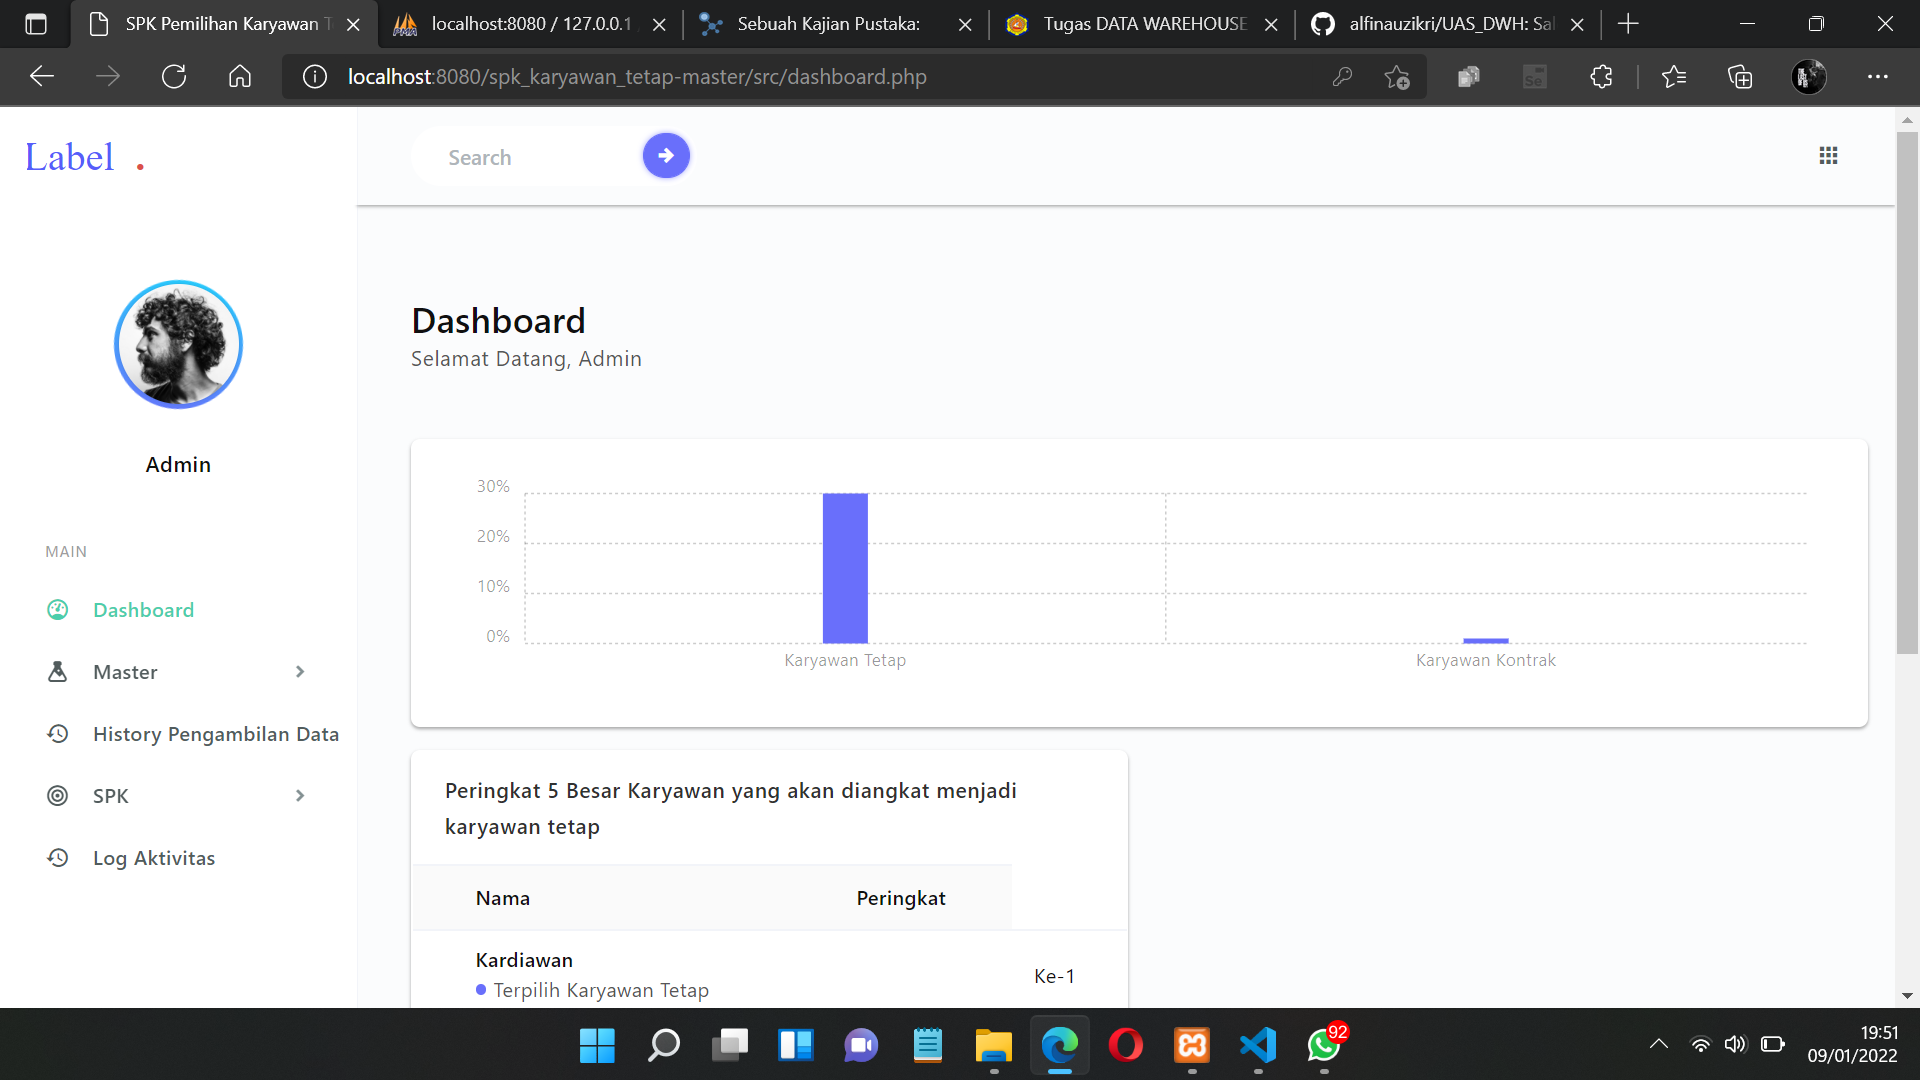 SPK Pemilihan Karyawan T
localhost:8080 / 127.0.0.1
Sebuah Kajian Pustaka:
Tugas DATA WAREHOUSE
alfinauzikri/UAS_DWH: Sal
localhost:8080/spk_karyawan_tetap-master/src/dashboard.php
Label .
Search
Admin
MAIN
Dashboard
Master
History Pengambilan Data
SPK
Log Aktivitas
Dashboard
Selamat Datang, Admin
30%
20%
10%
0%
Karyawan Tetap
Karyawan Kontrak
Peringkat 5 Besar Karyawan yang akan diangkat menjadi
karyawan tetap
Nama Peringkat
Kardiawan
Terpilih Karyawan Tetap
Ke-1
92
19:51
09/01/2022